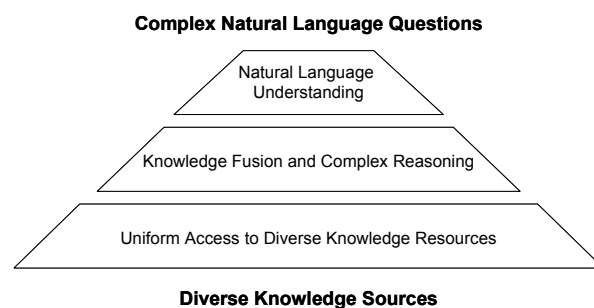 Complex Natural Language Questions
Natural Language
Understanding
Knowledge Fusion and Complex Reasoning
Uniform Access to Diverse Knowledge Resources
Diverse Knowledge Sources